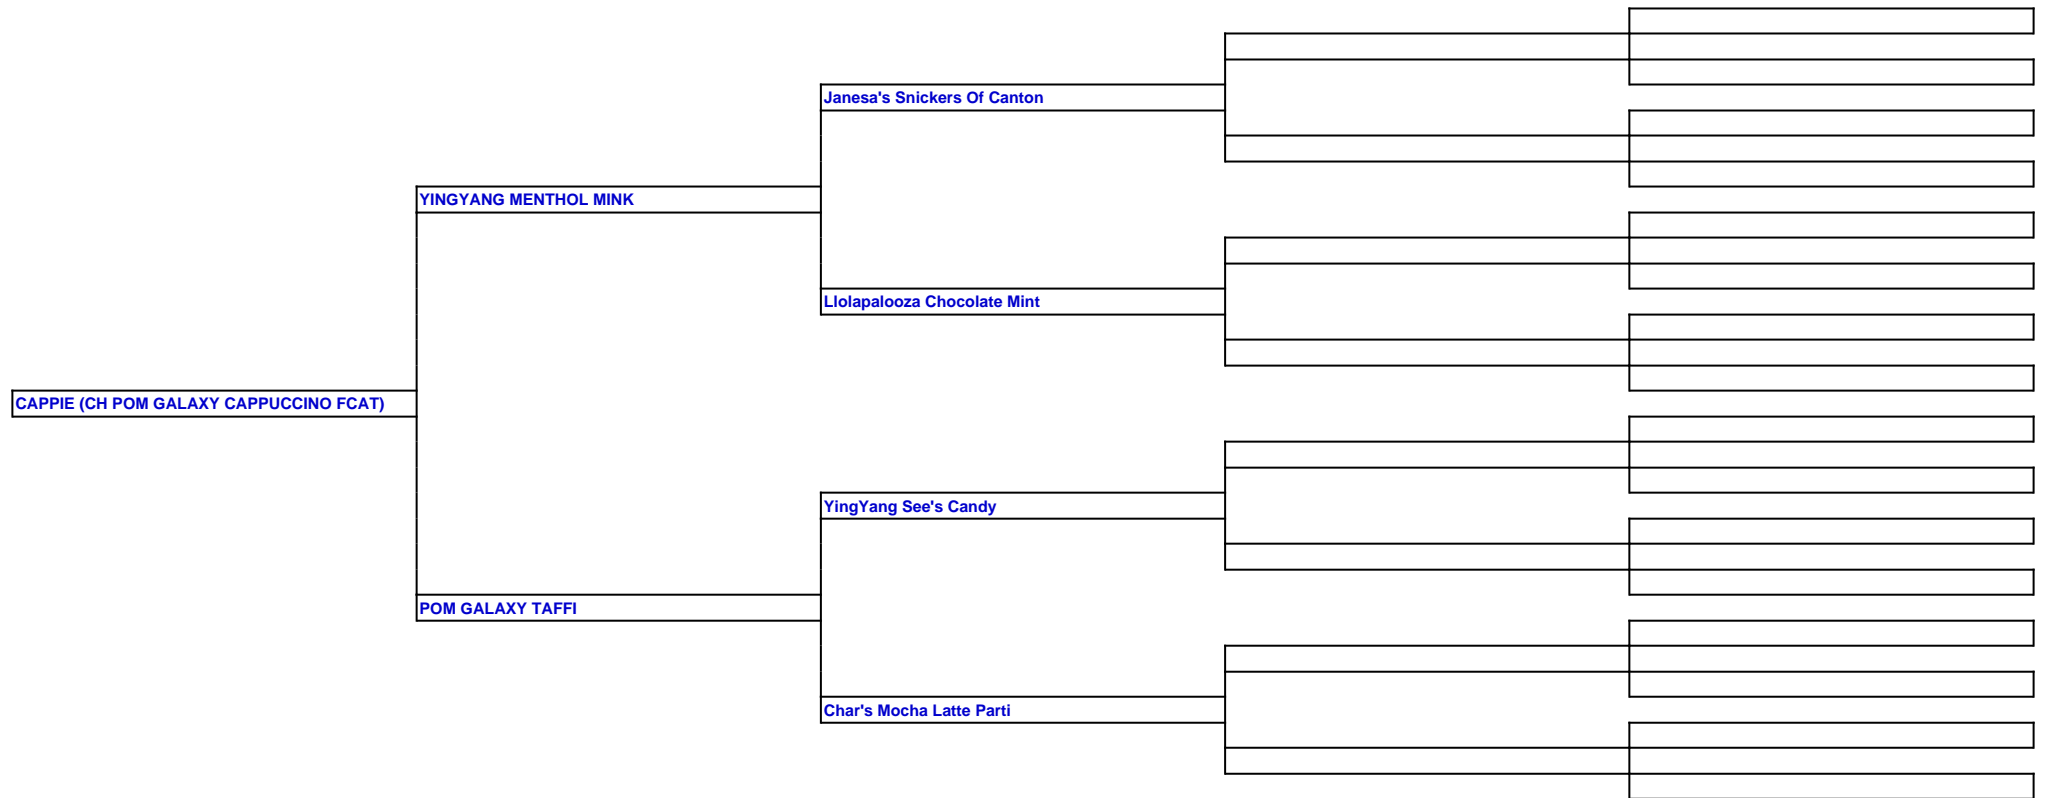 Janesa's Snickers Of Canton
YINGYANG MENTHOL MINK
Llolapalooza Chocolate Mint
CAPPIE (CH POM GALAXY CAPPUCCINO FCAT)
YingYang See's Candy
POM GALAXY TAFFI
Char's Mocha Latte Parti